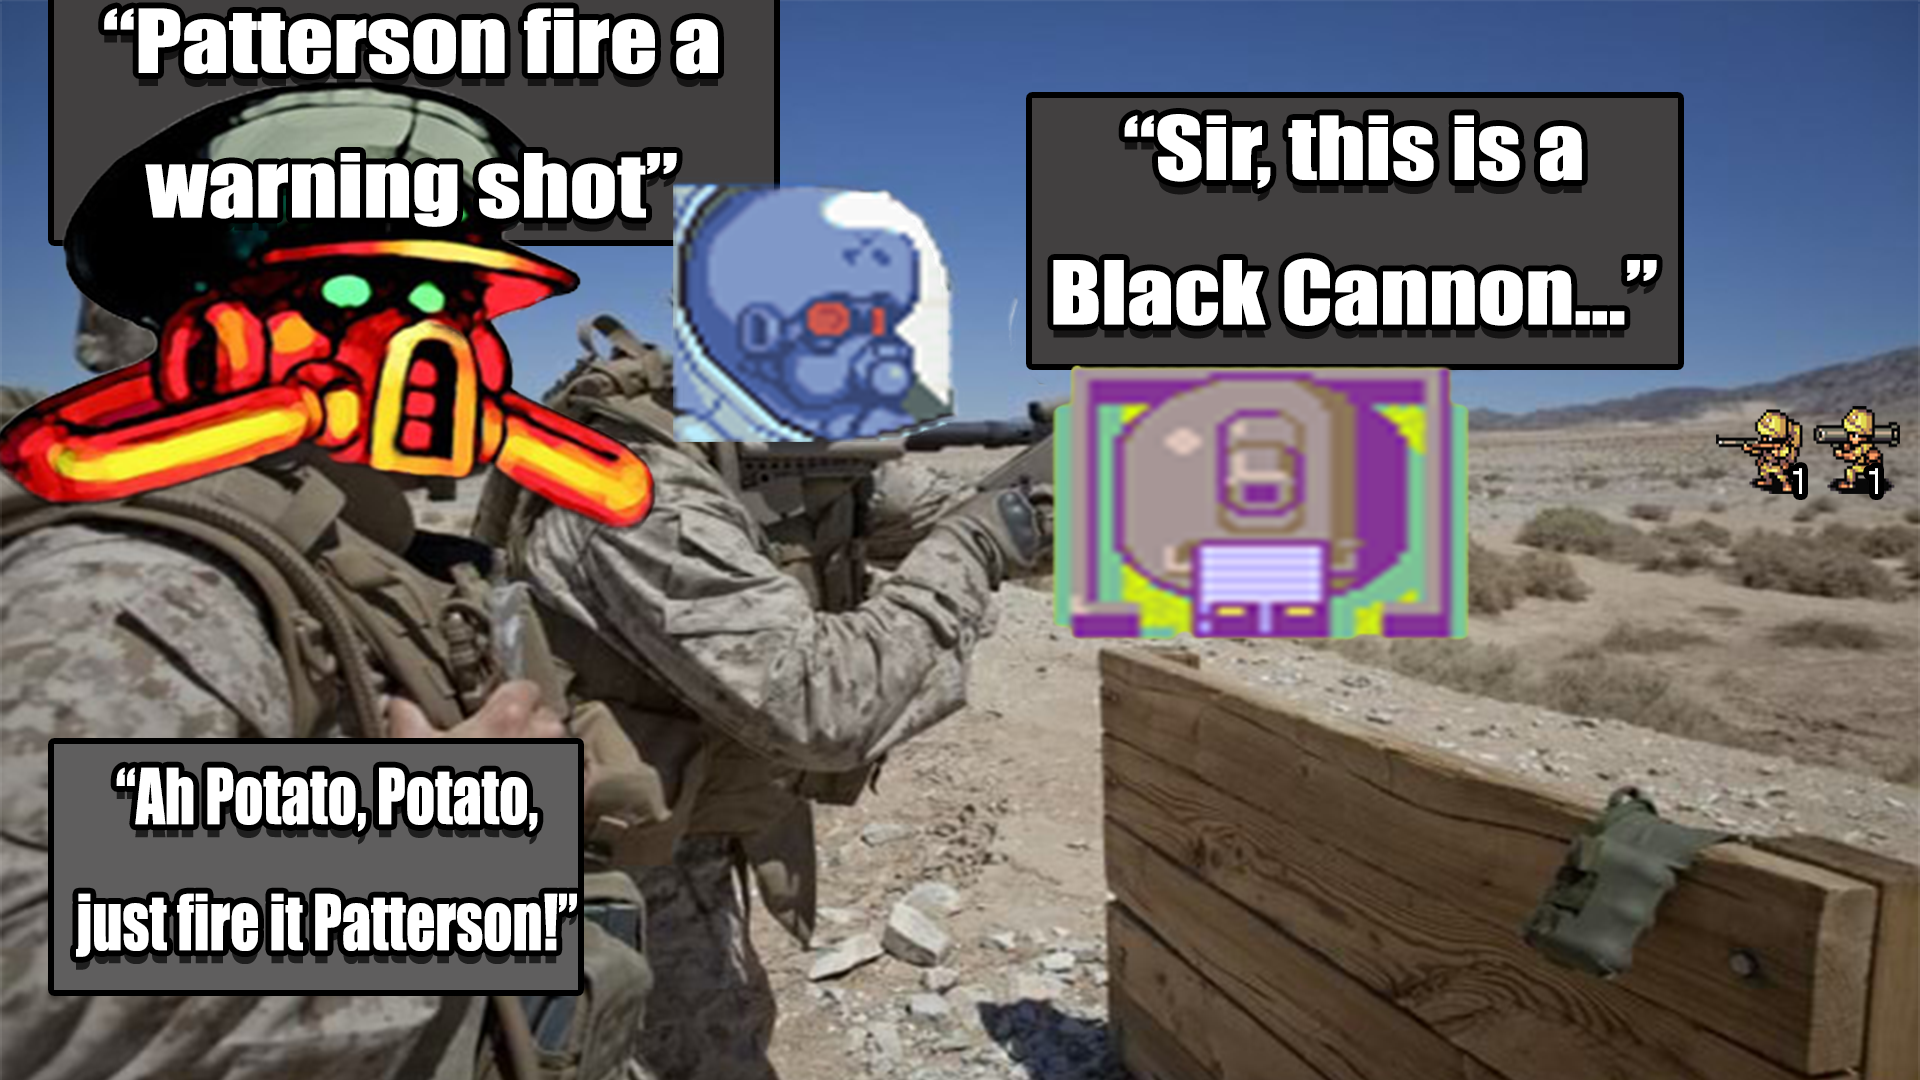 “Patterson fire a
warning shot”
“Sir, this is a
Black Cannon...”
1 1
“Ah Potato, Potato,
just fire it Patterson!”